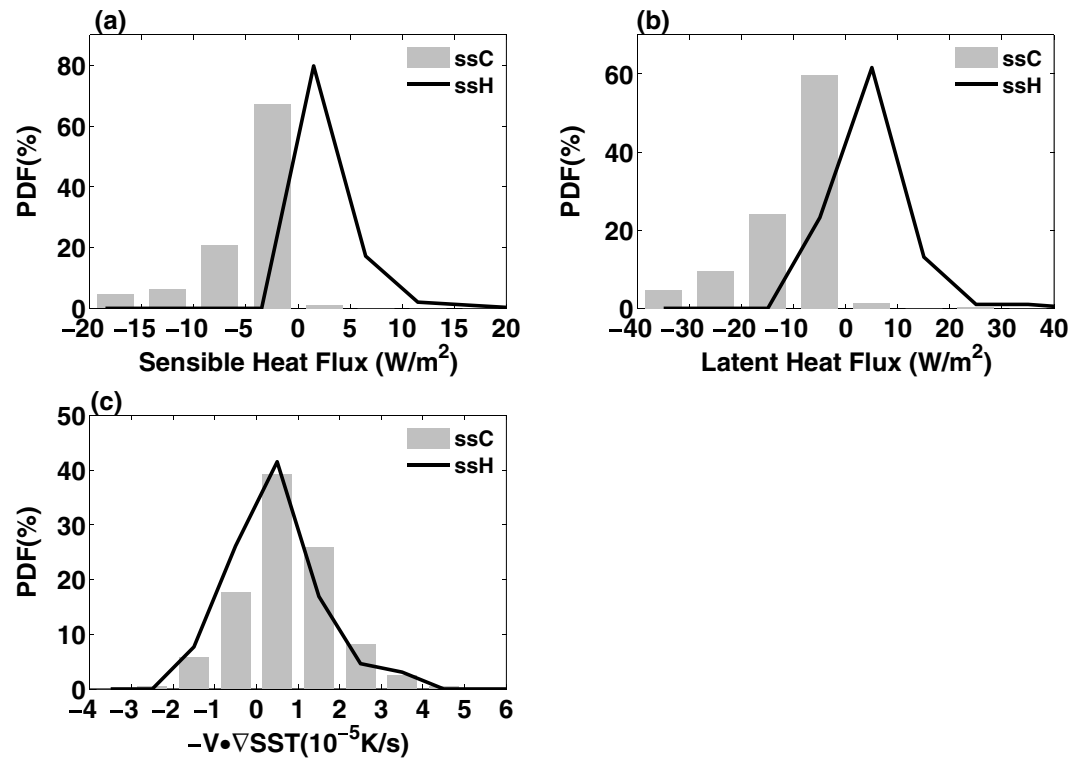 (a)
80
60
40
20
0
PDF(%)
ssC
ssH
−20 −15 −10 −5 0 5 10 15 20
Sensible Heat Flux (W/m²)
(b)
60
40
20
0
PDF(%)
ssC
ssH
−40 −30 −20 −10 0 10 20 30 40
Latent Heat Flux (W/m²)
(c)
50
40
30
20
10
0
PDF(%)
ssC
ssH
−4 −3 −2 −1 0 1 2 3 4 5 6
−V•∇SST(10⁻⁵K/s)